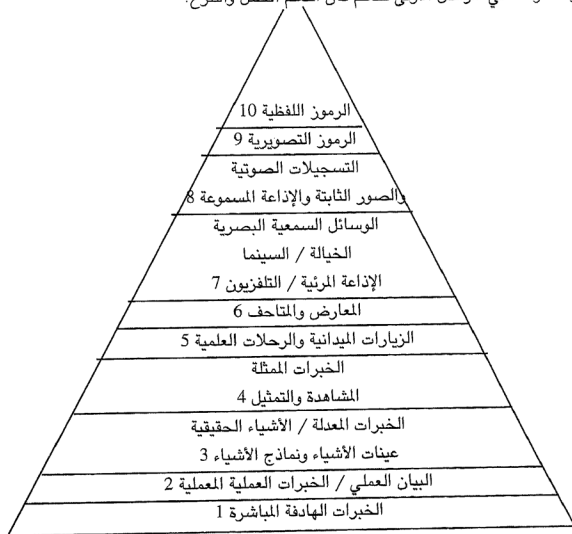 الرموز اللفظية 10
الرموز التصويرية 9
التسجيلات الصوتية
والصور الثابتة والإذاعة المسموعة 8
الوسائل السمعية البصرية
الخيالة / السينما
الإذاعة المرئية / التلفزيون 7
المعارض والمتاحف 6
الزيارات الميدانية والرحلات العلمية 5
الخبرات الممثلة
المشاهدة والتمثيل 4
الخبرات المعدلة / الأشياء الحقيقية
عينات الأشياء ونماذج الأشياء 3
البيان العملي / الخبرات العملية المعملية 2
الخبرات الهادفة المباشرة 1